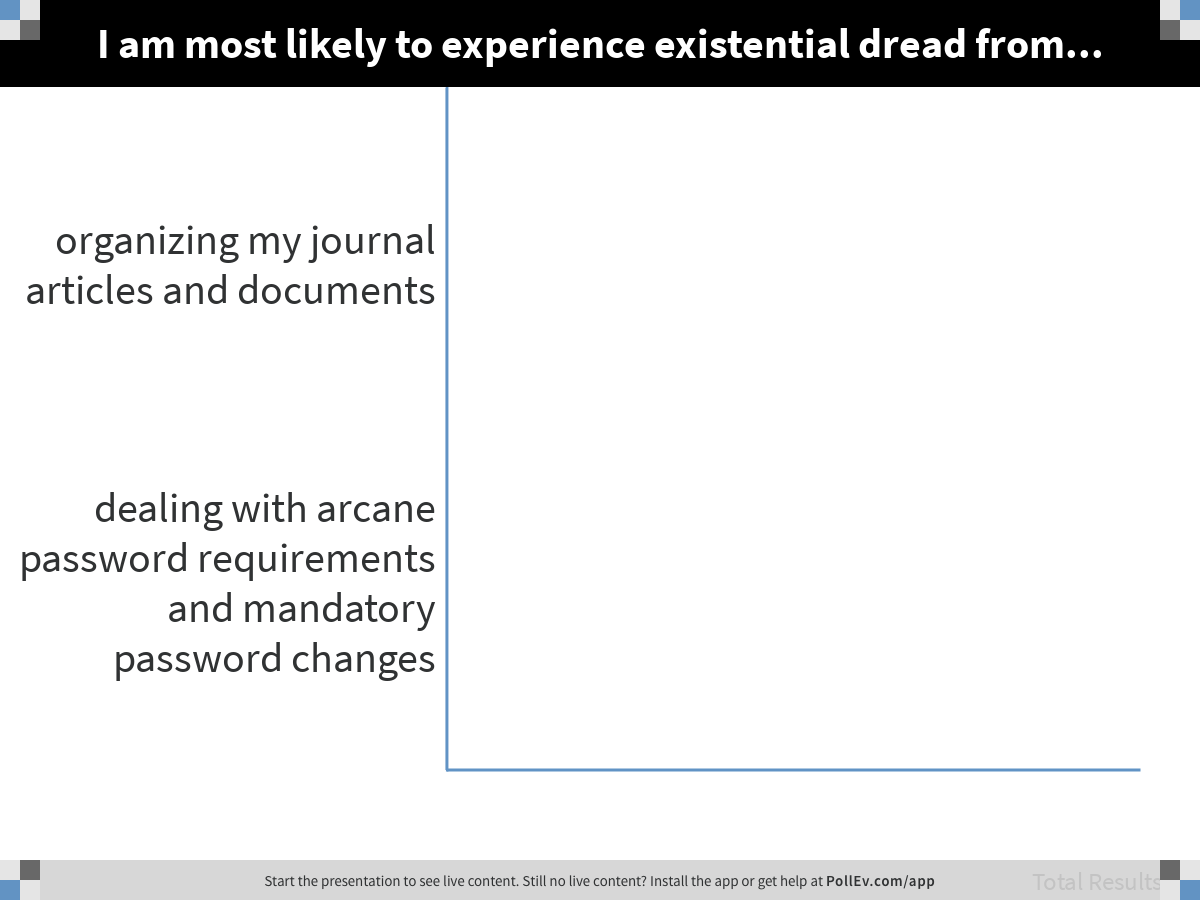 I am most likely to experience existential dread from...
organizing my journal
articles and documents
dealing with arcane
password requirements
and mandatory
password changes
Start the presentation to see live content. Still no live content? Install the app or get help at PollEv.com/app
Total Results